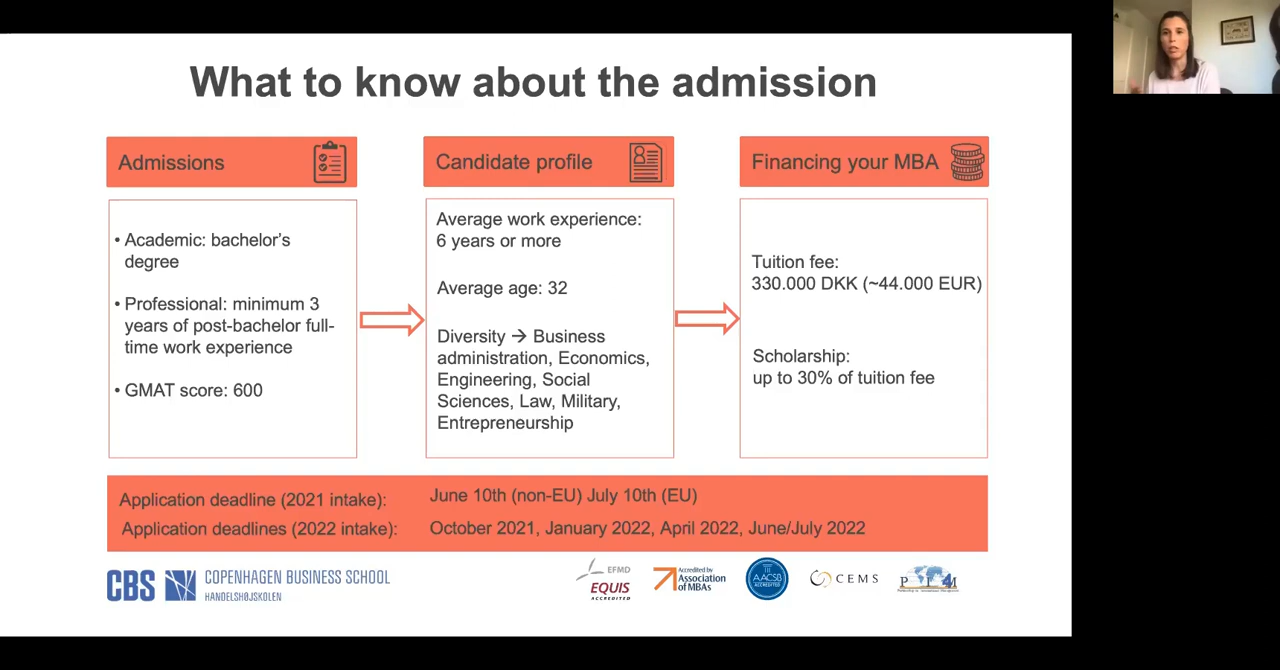 What to know about the admission
Admissions
• Academic: bachelor's
degree
• Professional: minimum 3
years of post-bachelor full-
time work experience
• GMAT score: 600
Candidate profile
Average work experience:
6 years or more
Average age: 32
Diversity → Business
administration, Economics,
Engineering, Social
Sciences, Law, Military,
Entrepreneurship
Financing your MBA
Tuition fee:
330.000 DKK (~44.000 EUR)
Scholarship:
up to 30% of tuition fee
Application deadline (2021 intake): June 10th (non-EU) July 10th (EU)
Application deadlines (2022 intake): October 2021, January 2022, April 2022, June/July 2022
CBS COPENHAGEN BUSINESS SCHOOL
HANDELSHØJSKOLEN
EFMD
EQUIS
ACCREDITED
Accredited by
Association
of MBAs
AACSB
ACCREDITED
CEMS
P I M